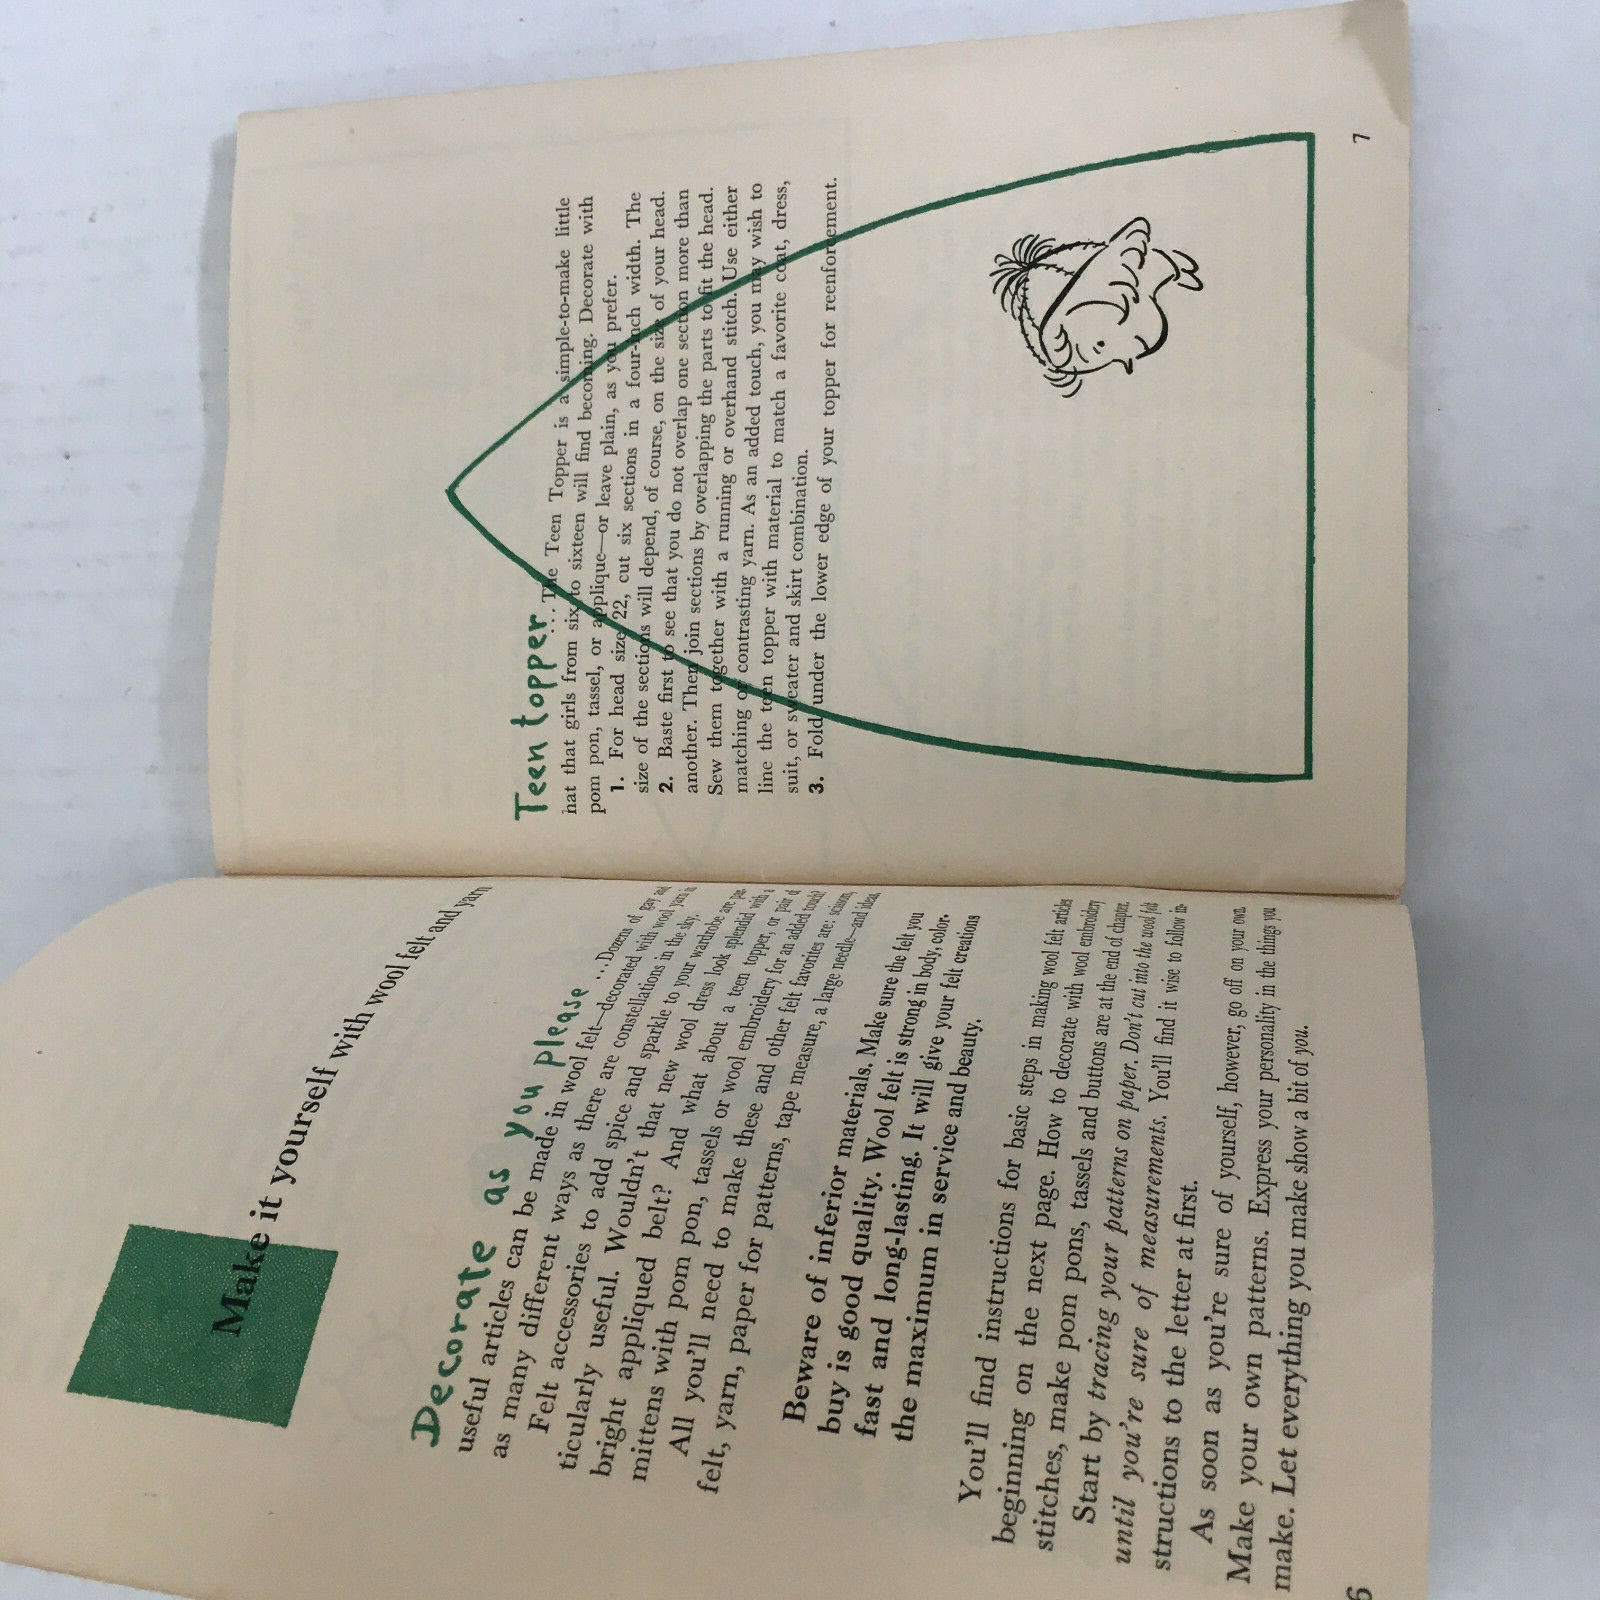 Make it yourself with wool felt and yarn
Decorate as you please ...Dozens of gay and
useful articles can be made in wool felt—decorated with wool yarns in
as many different ways as there are constellations in the sky.
Felt accessories to add spice and sparkle to your wardrobe are par-
ticularly useful. Wouldn't that new wool dress look splendid with a
bright appliqued belt? And what about a teen topper, or pair of
mittens with pom pon, tassels or wool embroidery for an added touch?
All you'll need to make these and other felt favorites are: scissors,
felt, yarn, paper for patterns, tape measure, a large needle—and ideas.
Beware of inferior materials. Make sure the felt you
buy is good quality. Wool felt is strong in body, color-
fast and long-lasting. It will give your felt creations
the maximum in service and beauty.
You'll find instructions for basic steps in making wool felt articles
beginning on the next page. How to decorate with wool embroidery
stitches, make pom pons, tassels and buttons are at the end of chapter.
Start by tracing your patterns on paper. Don't cut into the wool felt
until you're sure of measurements. You'll find it wise to follow in-
structions to the letter at first.
As soon as you're sure of yourself, however, go off on your own.
Make your own patterns. Express your personality in the things you
make. Let everything you make show a bit of you.
6
Teen topper ...The Teen Topper is a simple-to-make little
hat that girls from six to sixteen will find becoming. Decorate with
pom pon, tassel, or applique—or leave plain, as you prefer.
1. For head size 22, cut six sections in a four-inch width. The
size of the sections will depend, of course, on the size of your head.
2. Baste first to see that you do not overlap one section more than
another. Then join sections by overlapping the parts to fit the head.
Sew them together with a running or overhand stitch. Use either
matching or contrasting yarn. As an added touch, you may wish to
line the teen topper with material to match a favorite coat, dress,
suit, or sweater and skirt combination.
3. Fold under the lower edge of your topper for reenforcement.
7